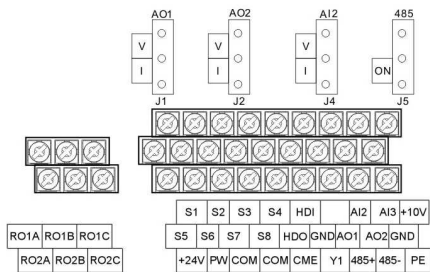 AO1 AO2 AI2 485
V V V
I I I ON
J1 J2 J4 J5
S1 S2 S3 S4 HDI AI2 AI3 +10V
RO1A RO1B RO1C S5 S6 S7 S8 HDO GND AO1 AO2 GND
RO2A RO2B RO2C +24V PW COM COM CME Y1 485+ 485- PE